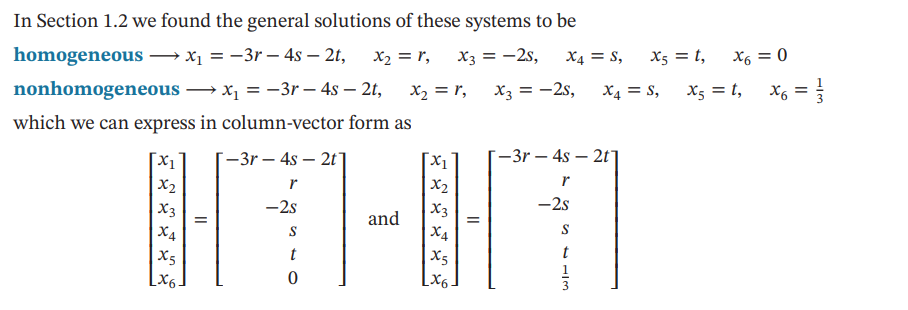 In Section 1.2 we found the general solutions of these systems to be
homogeneous ⟶ x₁ = −3r − 4s − 2t, x₂ = r, x₃ = −2s, x₄ = s, x₅ = t, x₆ = 0
nonhomogeneous ⟶ x₁ = −3r − 4s − 2t, x₂ = r, x₃ = −2s, x₄ = s, x₅ = t, x₆ = 1/3
which we can express in column-vector form as
[x₁] [−3r − 4s − 2t] [x₁] [−3r − 4s − 2t]
[x₂] [r] [x₂] [r]
[x₃] [−2s] [x₃] [−2s]
= and =
[x₄] [s] [x₄] [s]
[x₅] [t] [x₅] [t]
[x₆] [0] [x₆] [1/3]